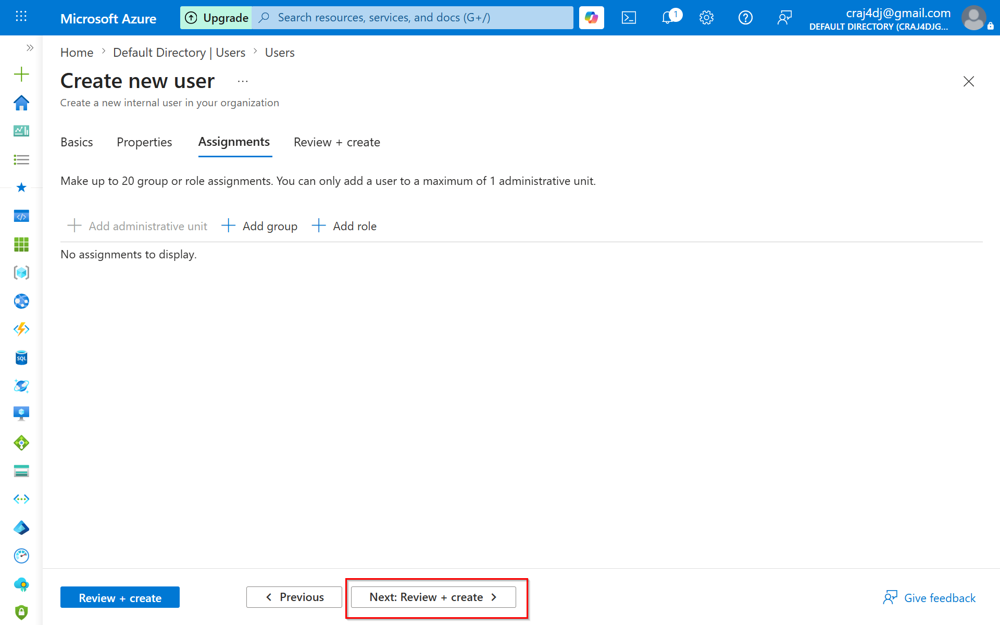 Microsoft Azure
Upgrade
Search resources, services, and docs (G+/)
1
craj4dj@gmail.com
DEFAULT DIRECTORY (CRAJ4DJG...
Home > Default Directory | Users > Users
Create new user ...
Create a new internal user in your organization
Basics Properties Assignments Review + create
Make up to 20 group or role assignments. You can only add a user to a maximum of 1 administrative unit.
Add administrative unit Add group Add role
No assignments to display.
SQL
Review + create < Previous Next: Review + create > Give feedback